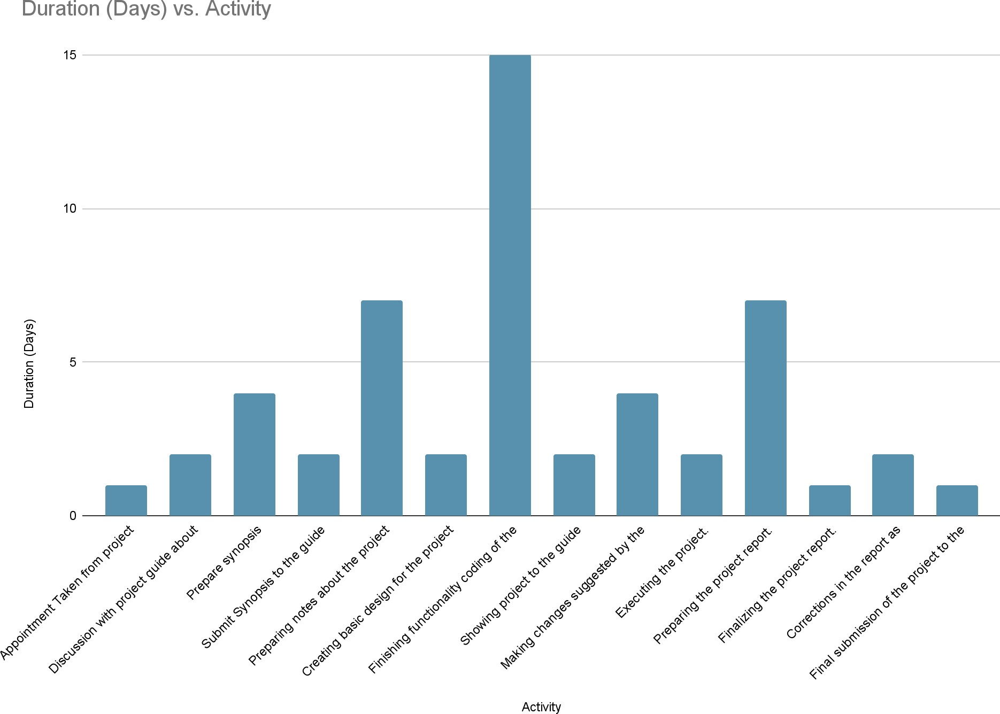 Duration (Days) vs. Activity
15
10
5
0
Duration (Days)
Appointment Taken from project
Discussion with project guide about
Prepare synopsis
Submit Synopsis to the guide
Preparing notes about the project
Creating basic design for the project
Finishing functionality coding of the
Showing project to the guide
Making changes suggested by the
Executing the project.
Preparing the project report.
Finalizing the project report.
Corrections in the report as
Final submission of the project to the
Activity